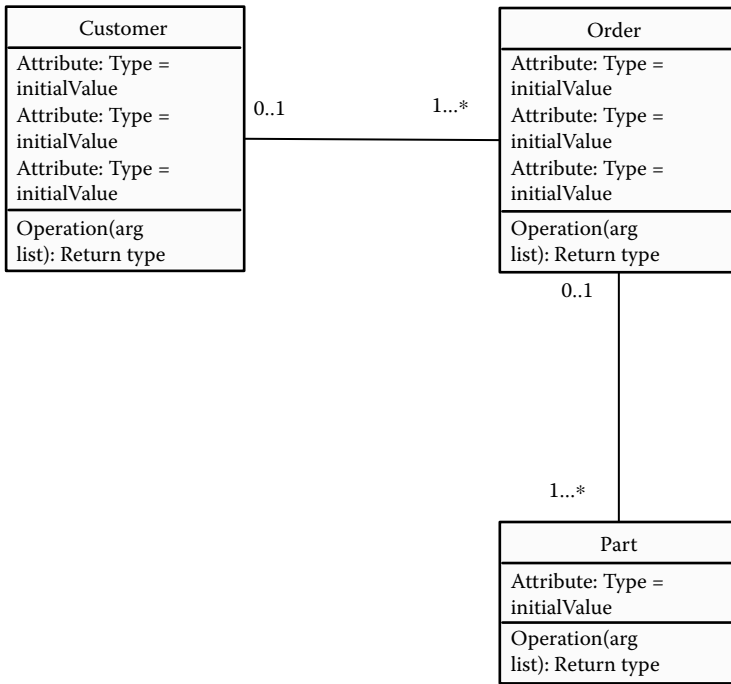 Customer
Attribute: Type =
initialValue
Attribute: Type =
initialValue
Attribute: Type =
initialValue
Operation(arg
list): Return type
0..1
1...*
Order
Attribute: Type =
initialValue
Attribute: Type =
initialValue
Attribute: Type =
initialValue
Operation(arg
list): Return type
0..1
1...*
Part
Attribute: Type =
initialValue
Operation(arg
list): Return type